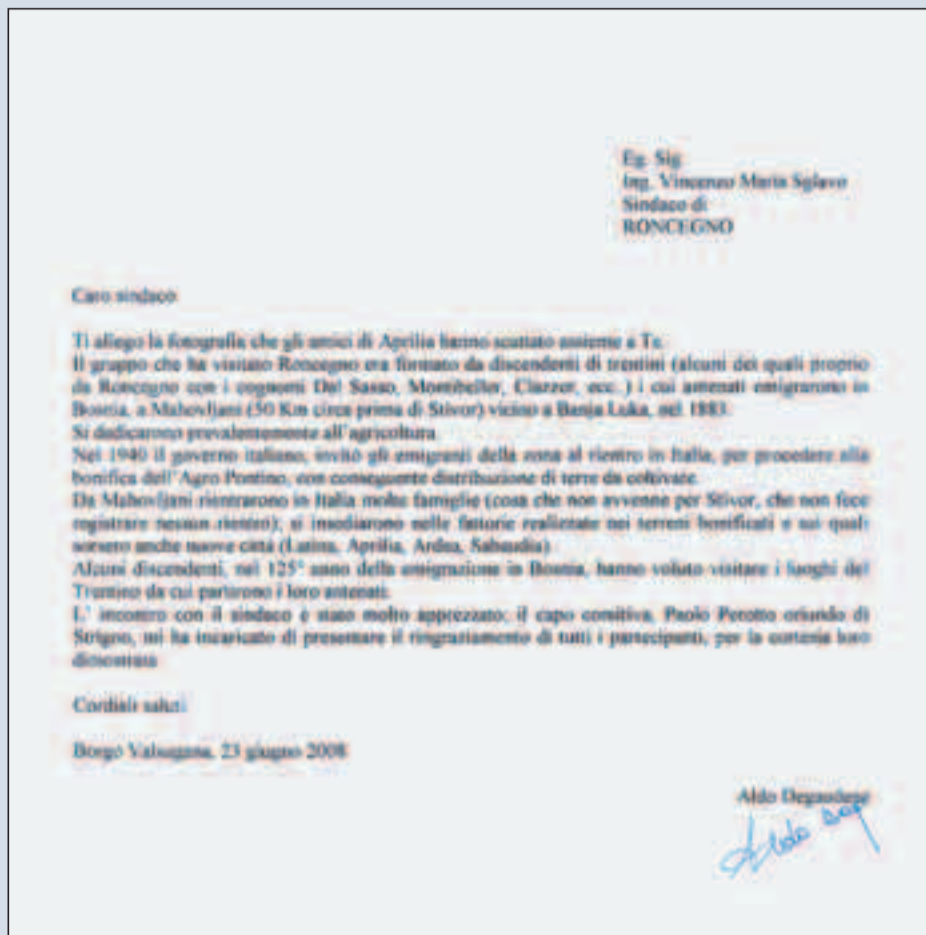 Eg. Sig.
Ing. Vincenzo Maria Sglavo
Sindaco di
RONCEGNO
Caro sindaco
Ti allego la fotografia che gli amici di Aprilia hanno scattato assieme a Te.
Il gruppo che ha visitato Roncegno era formato da discendenti di trentini (alcuni dei quali proprio
da Roncegno con i cognomi Dal Sasso, Montibeller, ecc. ) i cui antenati emigrarono in
Bosnia, a Mahovljani (50 Km circa prima di Stivor) vicino a Banja Luka, nel 1883.
Si dedicarono prevalentemente all'agricoltura.
Nel 1940 il governo italiano, invitò gli emigranti della zona al rientro in Italia, per procedere alla
bonifica dell'Agro Pontino, con conseguente distribuzione di terre da coltivare.
Da Mahovljani rientrarono in Italia molte famiglie (cosa che non avvenne per Stivor, che non fece
registrare nessun rientro); si insediarono nelle fattorie realizzate nei terreni bonificati e sui quali
sorsero anche nuove città (Latina, Aprilia, Ardea, Sabaudia).
Alcuni discendenti, nel 125° anno della emigrazione in Bosnia, hanno voluto visitare i luoghi del
Trentino da cui partirono i loro antenati.
L' incontro con il sindaco è stato molto apprezzato; il capo comitiva, Paolo Perotto oriundo di
Strigno, mi ha incaricato di presentare il ringraziamento di tutti i partecipanti, per la cortesia loro
dimostrata.
Cordiali saluti
Borgo Valsugana, 23 giugno 2008
Aldo Degaudenz
Aldo Deg